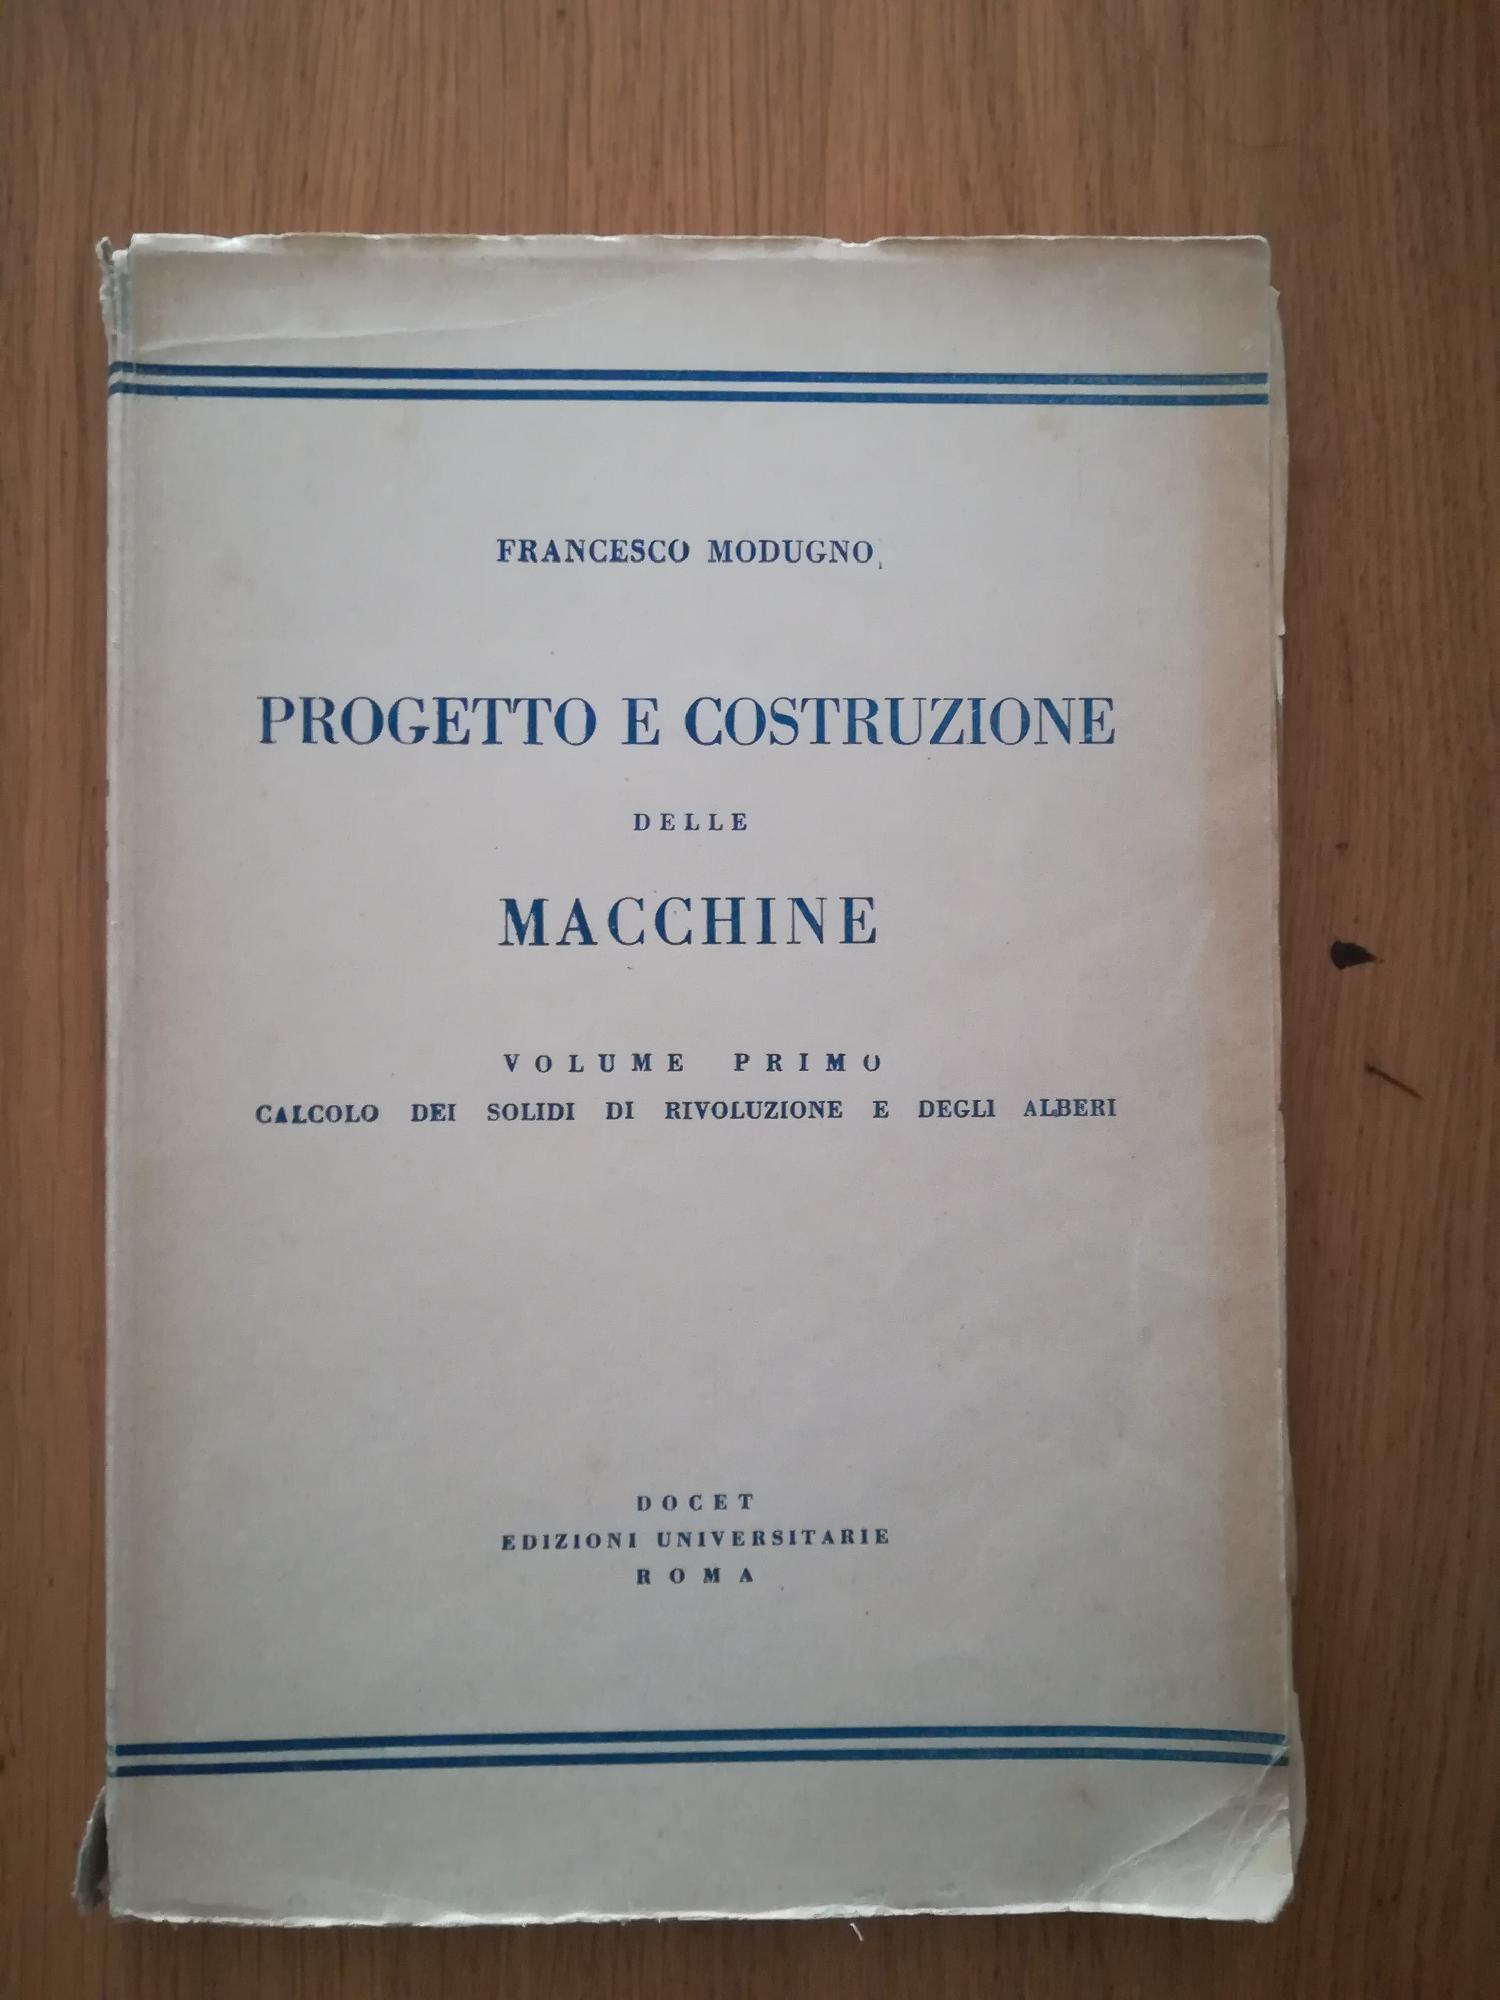 FRANCESCO MODUGNO
PROGETTO E COSTRUZIONE
DELLE
MACCHINE
VOLUME PRIMO
CALCOLO DEI SOLIDI DI RIVOLUZIONE E DEGLI ALBERI
DOCET
EDIZIONI UNIVERSITARIE
ROMA